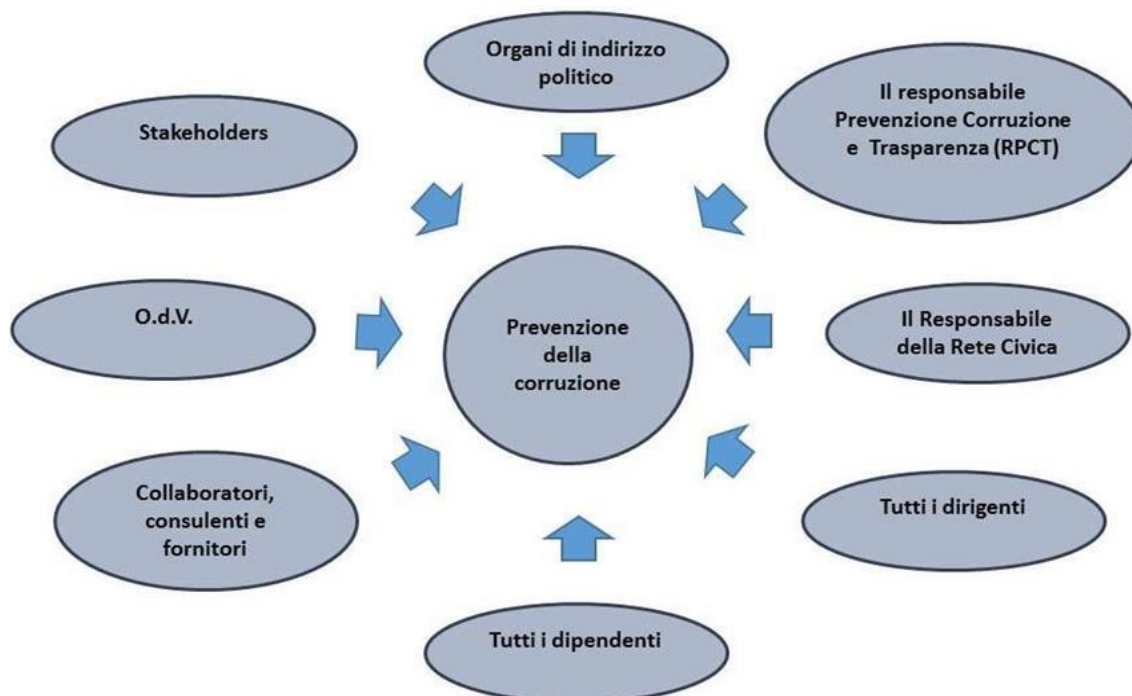 Organi di indirizzo
politico
Il responsabile
Prevenzione Corruzione
e Trasparenza (RPCT)
Stakeholders
O.d.V.
Prevenzione
della
corruzione
Il Responsabile
della Rete Civica
Collaboratori,
consulenti e
fornitori
Tutti i dirigenti
Tutti i dipendenti